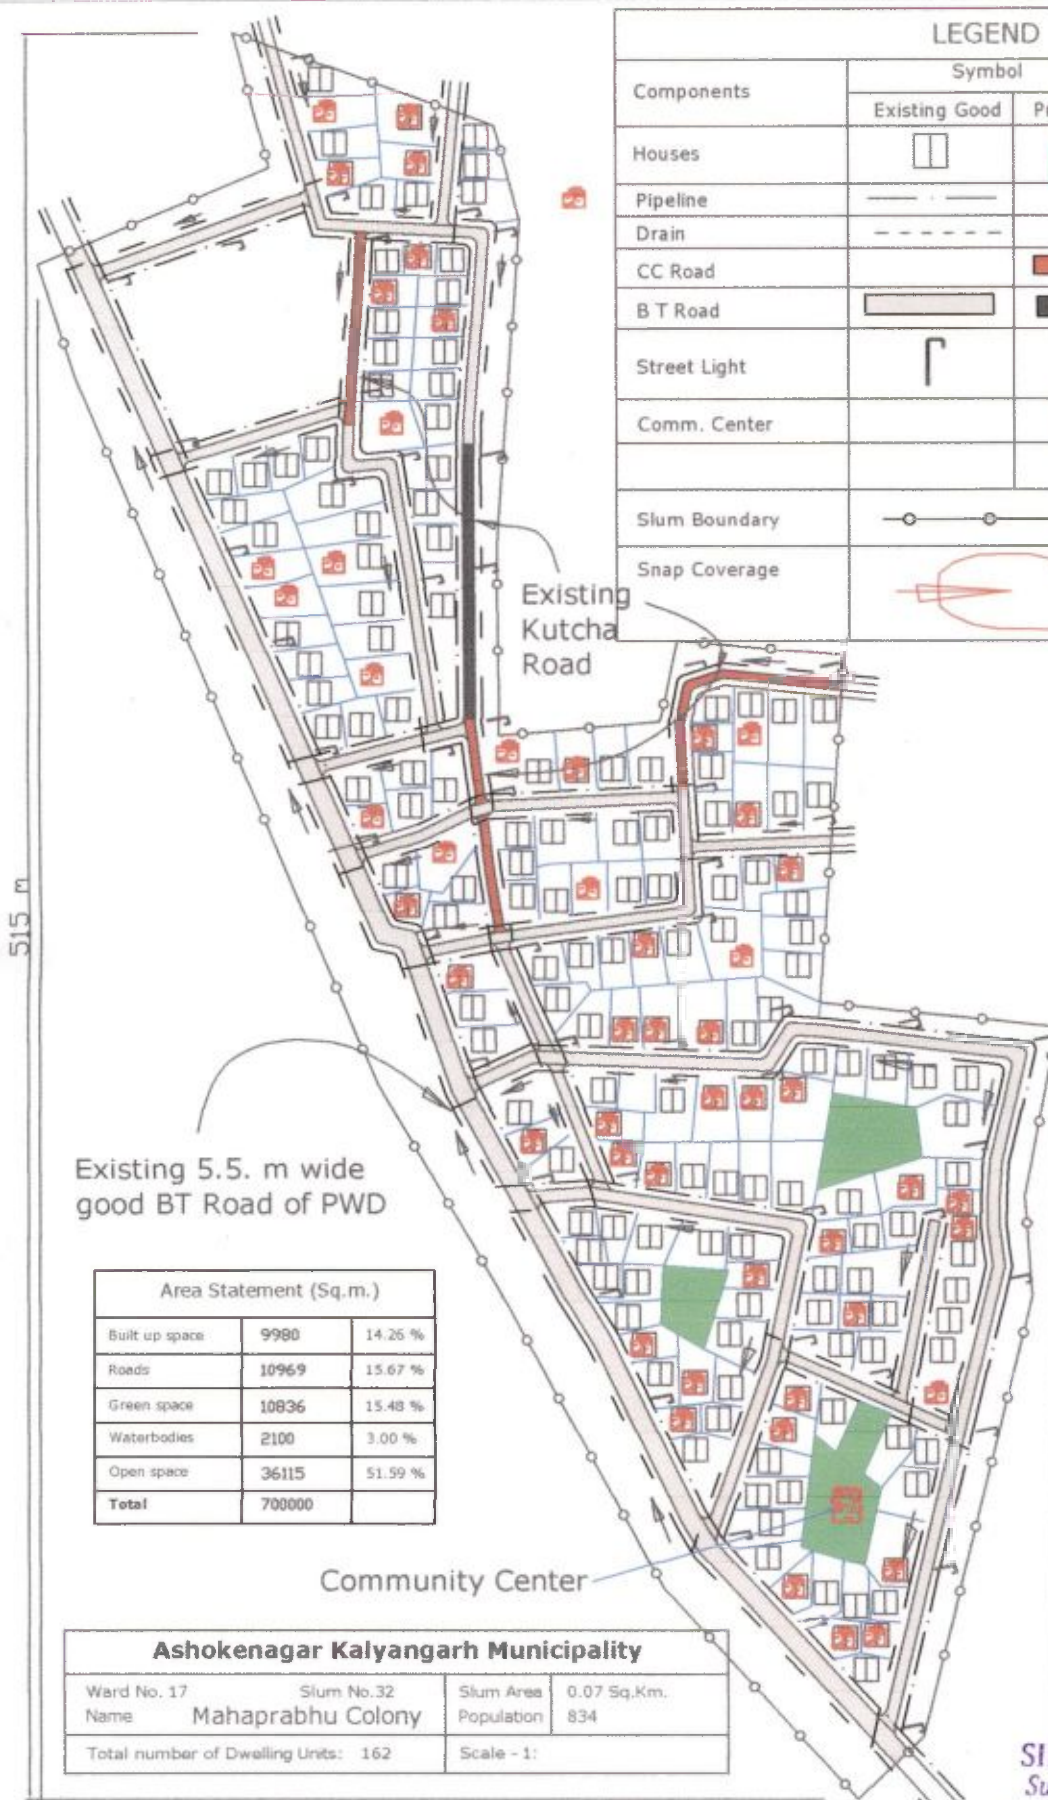 LEGEND
Components
Symbol
Existing Good
Houses
Pipeline
Drain
CC Road
B T Road
Street Light
Comm. Center
Slum Boundary
Snap Coverage
Existing
Kutcha
Road
515 m
Existing 5.5. m wide
good BT Road of PWD
Area Statement (Sq.m.)
Built up space 9980 14.26 %
Roads 10969 15.67 %
Green space 10836 15.48 %
Waterbodies 2100 3.00 %
Open space 36115 51.59 %
Total 700000
Community Center
Ashokenagar Kalyangarh Municipality
Ward No. 17 Slum No.32 Slum Area 0.07 Sq.Km.
Name Mahaprabhu Colony Population 834
Total number of Dwelling Units: 162 Scale - 1: